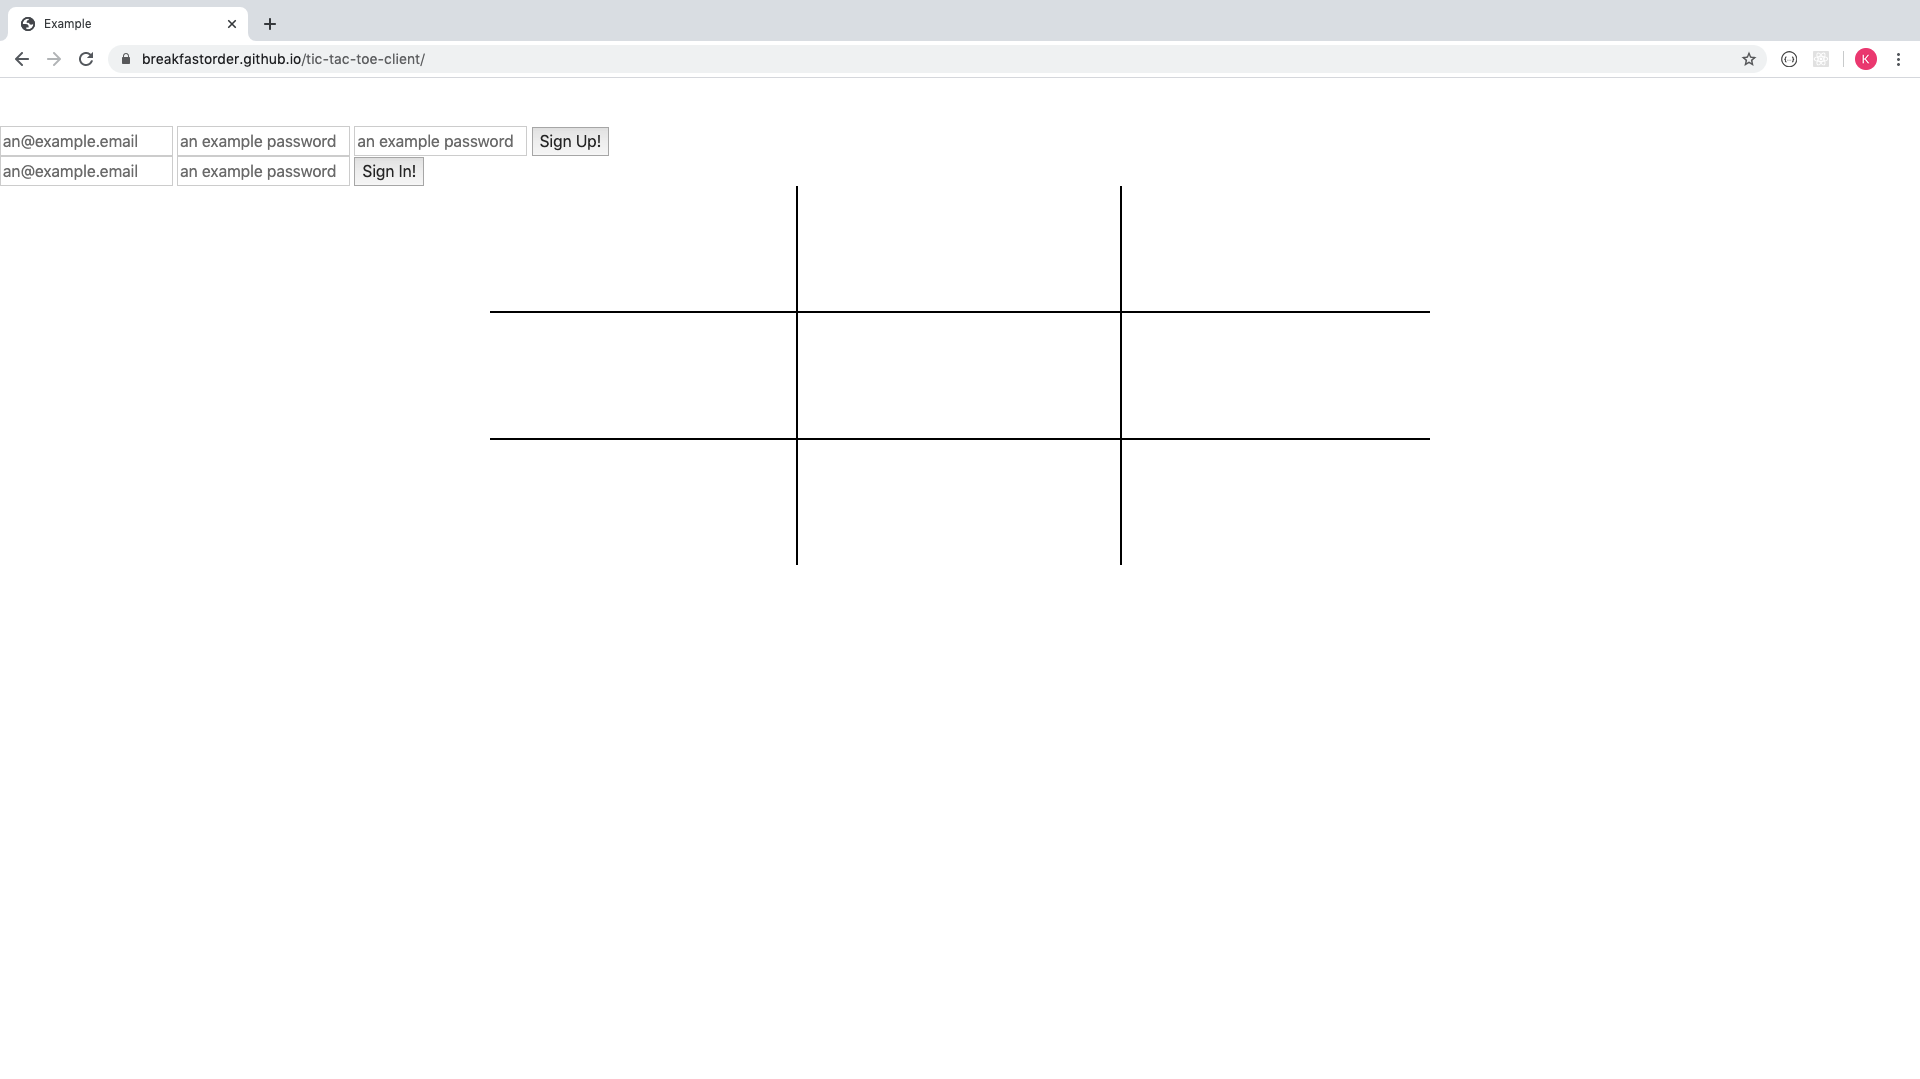 Example
breakfastorder.github.io/tic-tac-toe-client/
K
an@example.email an example password an example password Sign Up!
an@example.email an example password Sign In!